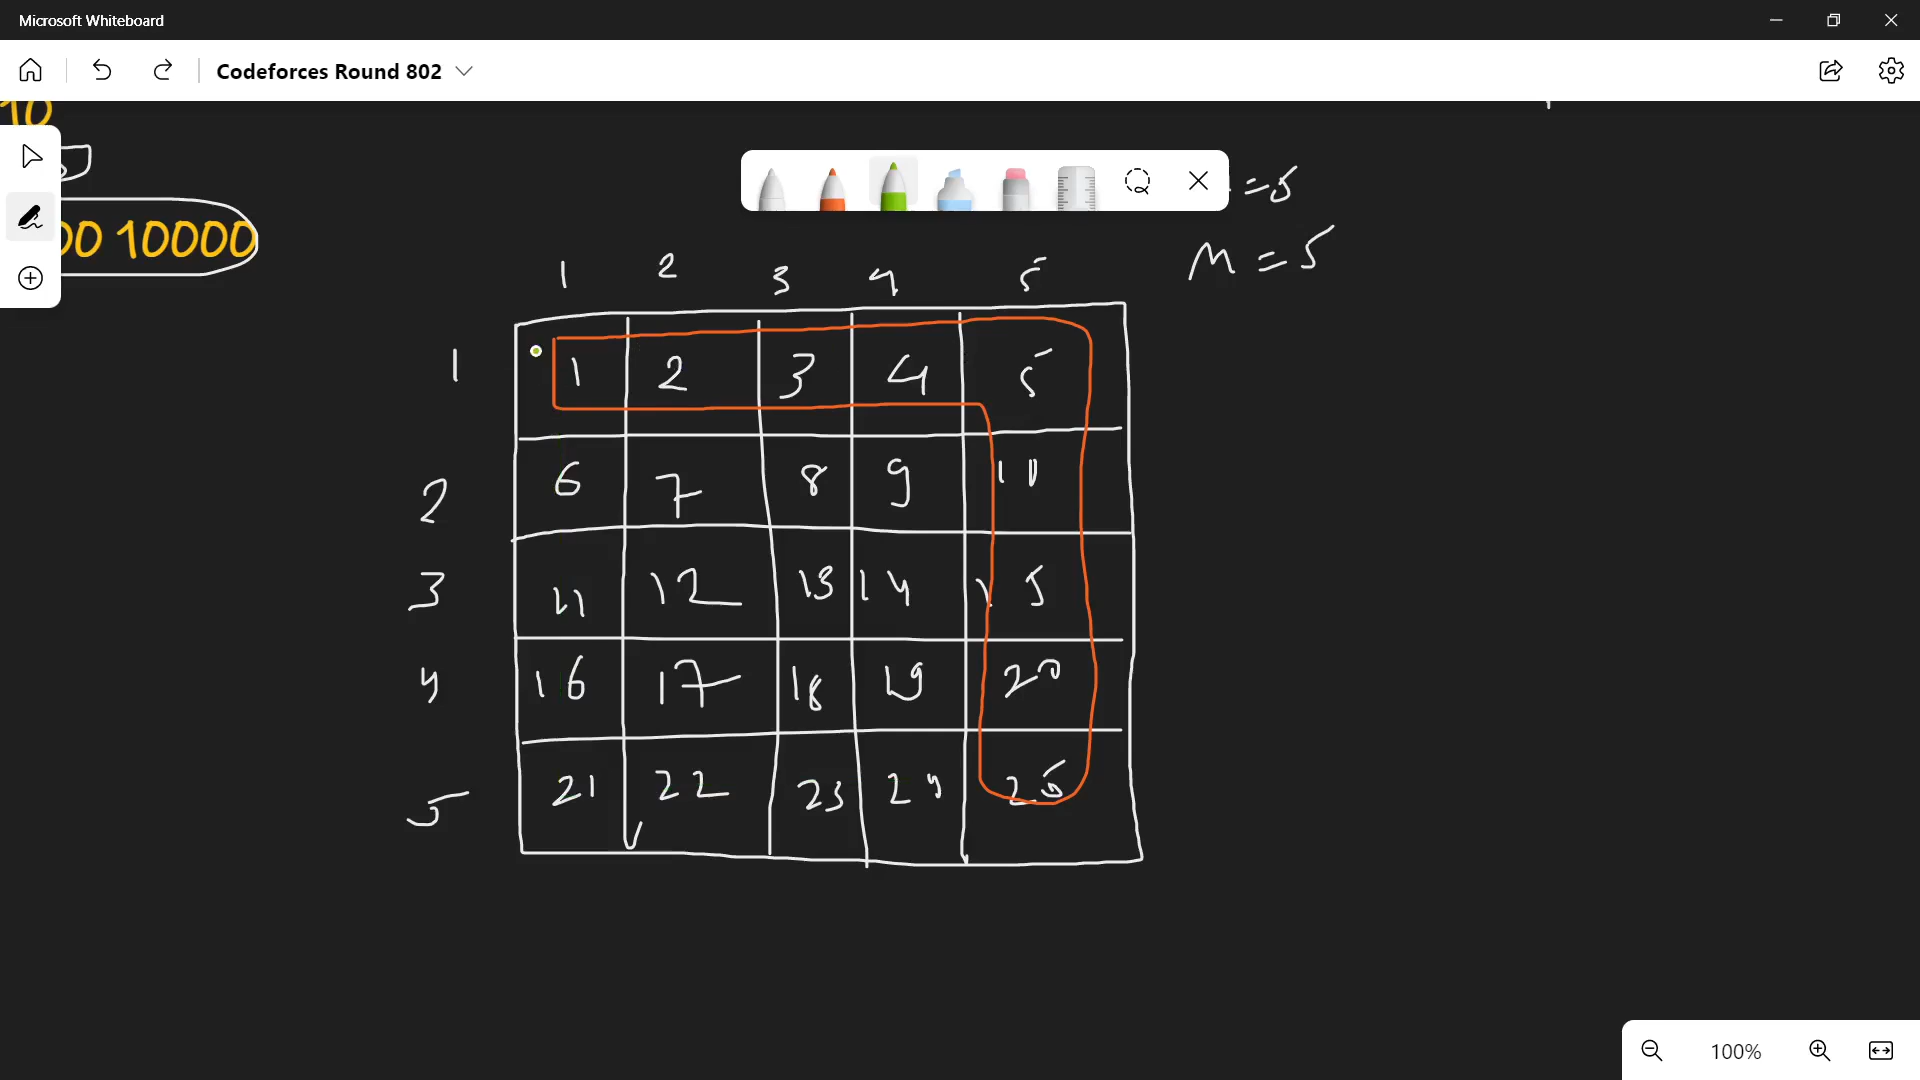 Microsoft Whiteboard
Codeforces Round 802
10
00 10000
=5
M = 5
1 2 3 4 5
1 1 2 3 4 5
2 6 7 8 9 10
3 11 12 13 14 15
4 16 17 18 19 20
5 21 22 23 24 25
100%